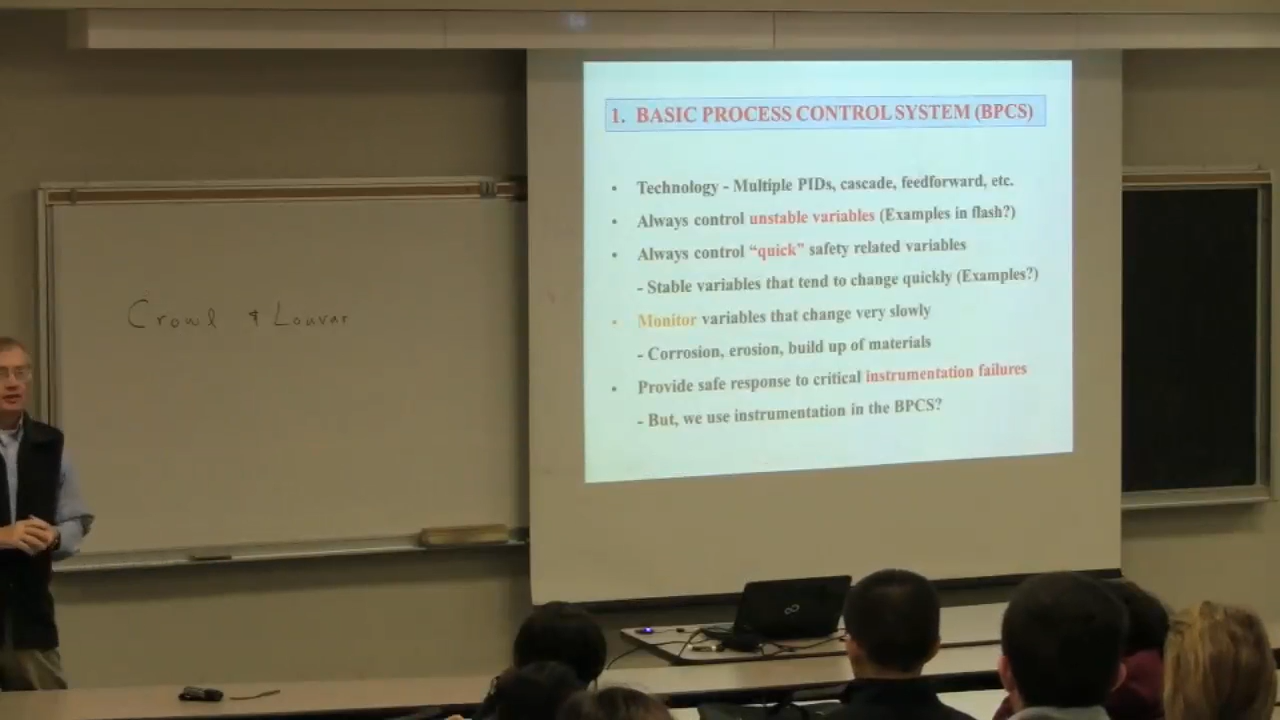 1. BASIC PROCESS CONTROL SYSTEM (BPCS)
• Technology - Multiple PIDs, cascade, feedforward, etc.
• Always control unstable variables (Examples in flash?)
• Always control “quick” safety related variables
- Stable variables that tend to change quickly (Examples?)
• Monitor variables that change very slowly
- Corrosion, erosion, build up of materials
• Provide safe response to critical instrumentation failures
- But, we use instrumentation in the BPCS?
Crowl & Louvar